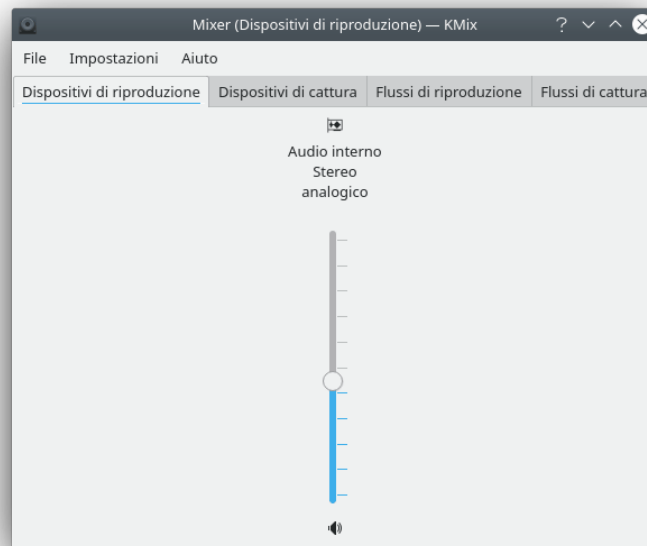 Mixer (Dispositivi di riproduzione) — KMix
File Impostazioni Aiuto
Dispositivi di riproduzione Dispositivi di cattura Flussi di riproduzione Flussi di cattura
Audio interno
Stereo
analogico